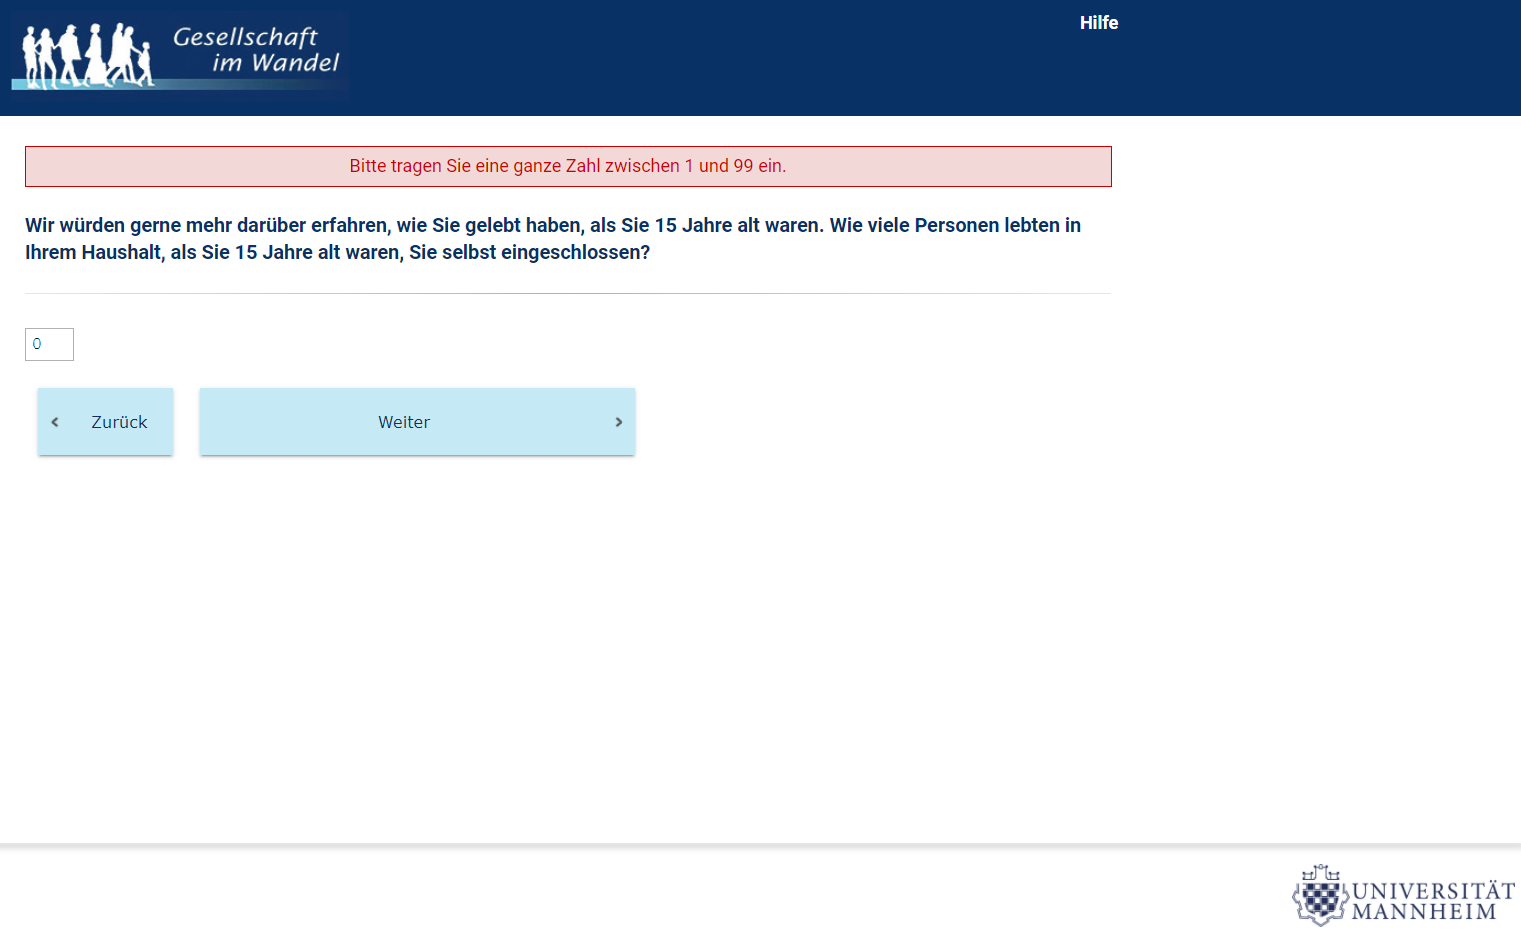 Gesellschaft
im Wandel
Hilfe
Bitte tragen Sie eine ganze Zahl zwischen 1 und 99 ein.
Wir würden gerne mehr darüber erfahren, wie Sie gelebt haben, als Sie 15 Jahre alt waren. Wie viele Personen lebten in
Ihrem Haushalt, als Sie 15 Jahre alt waren, Sie selbst eingeschlossen?
0
Zurück
Weiter
UNIVERSITÄT
MANNHEIM